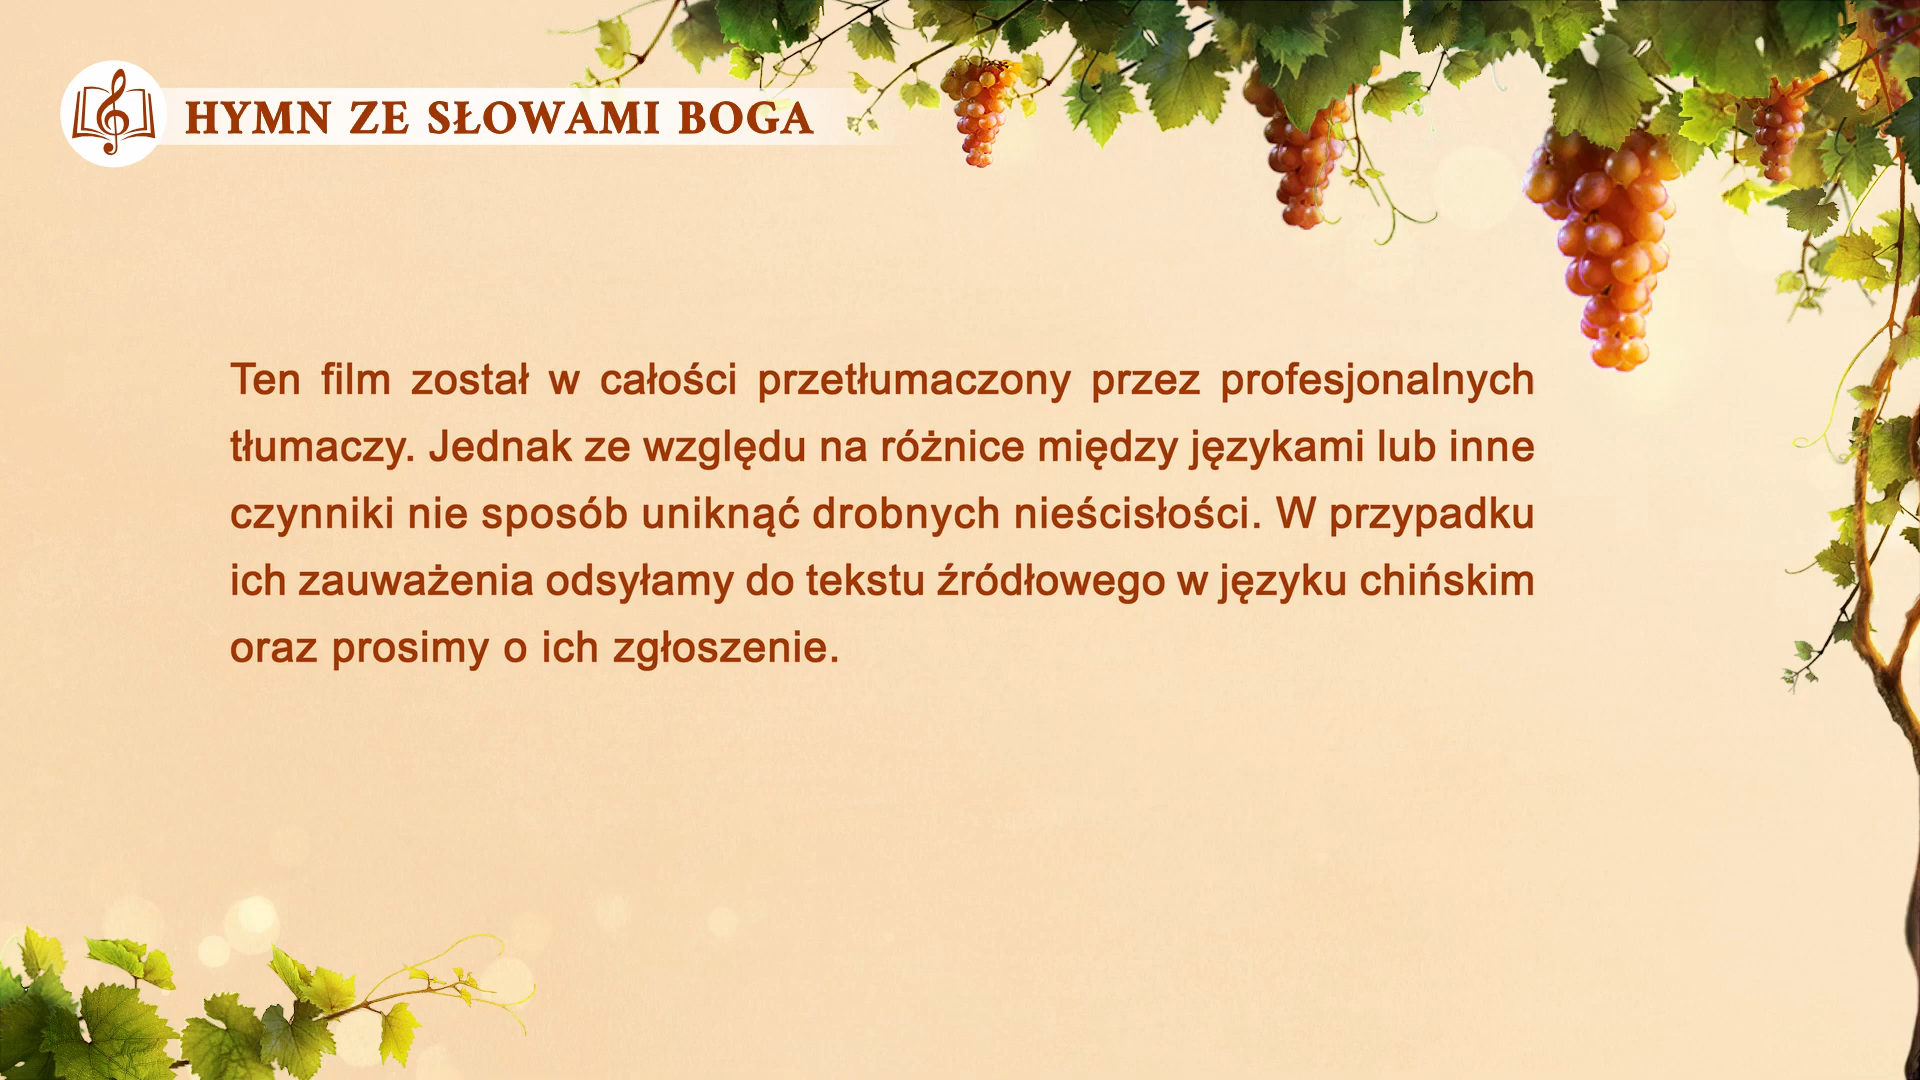 HYMN ZE SŁOWAMI BOGA
Ten film został w całości przetłumaczony przez profesjonalnych
tłumaczy. Jednak ze względu na różnice między językami lub inne
czynniki nie sposób uniknąć drobnych nieścisłości. W przypadku
ich zauważenia odsyłamy do tekstu źródłowego w języku chińskim
oraz prosimy o ich zgłoszenie.